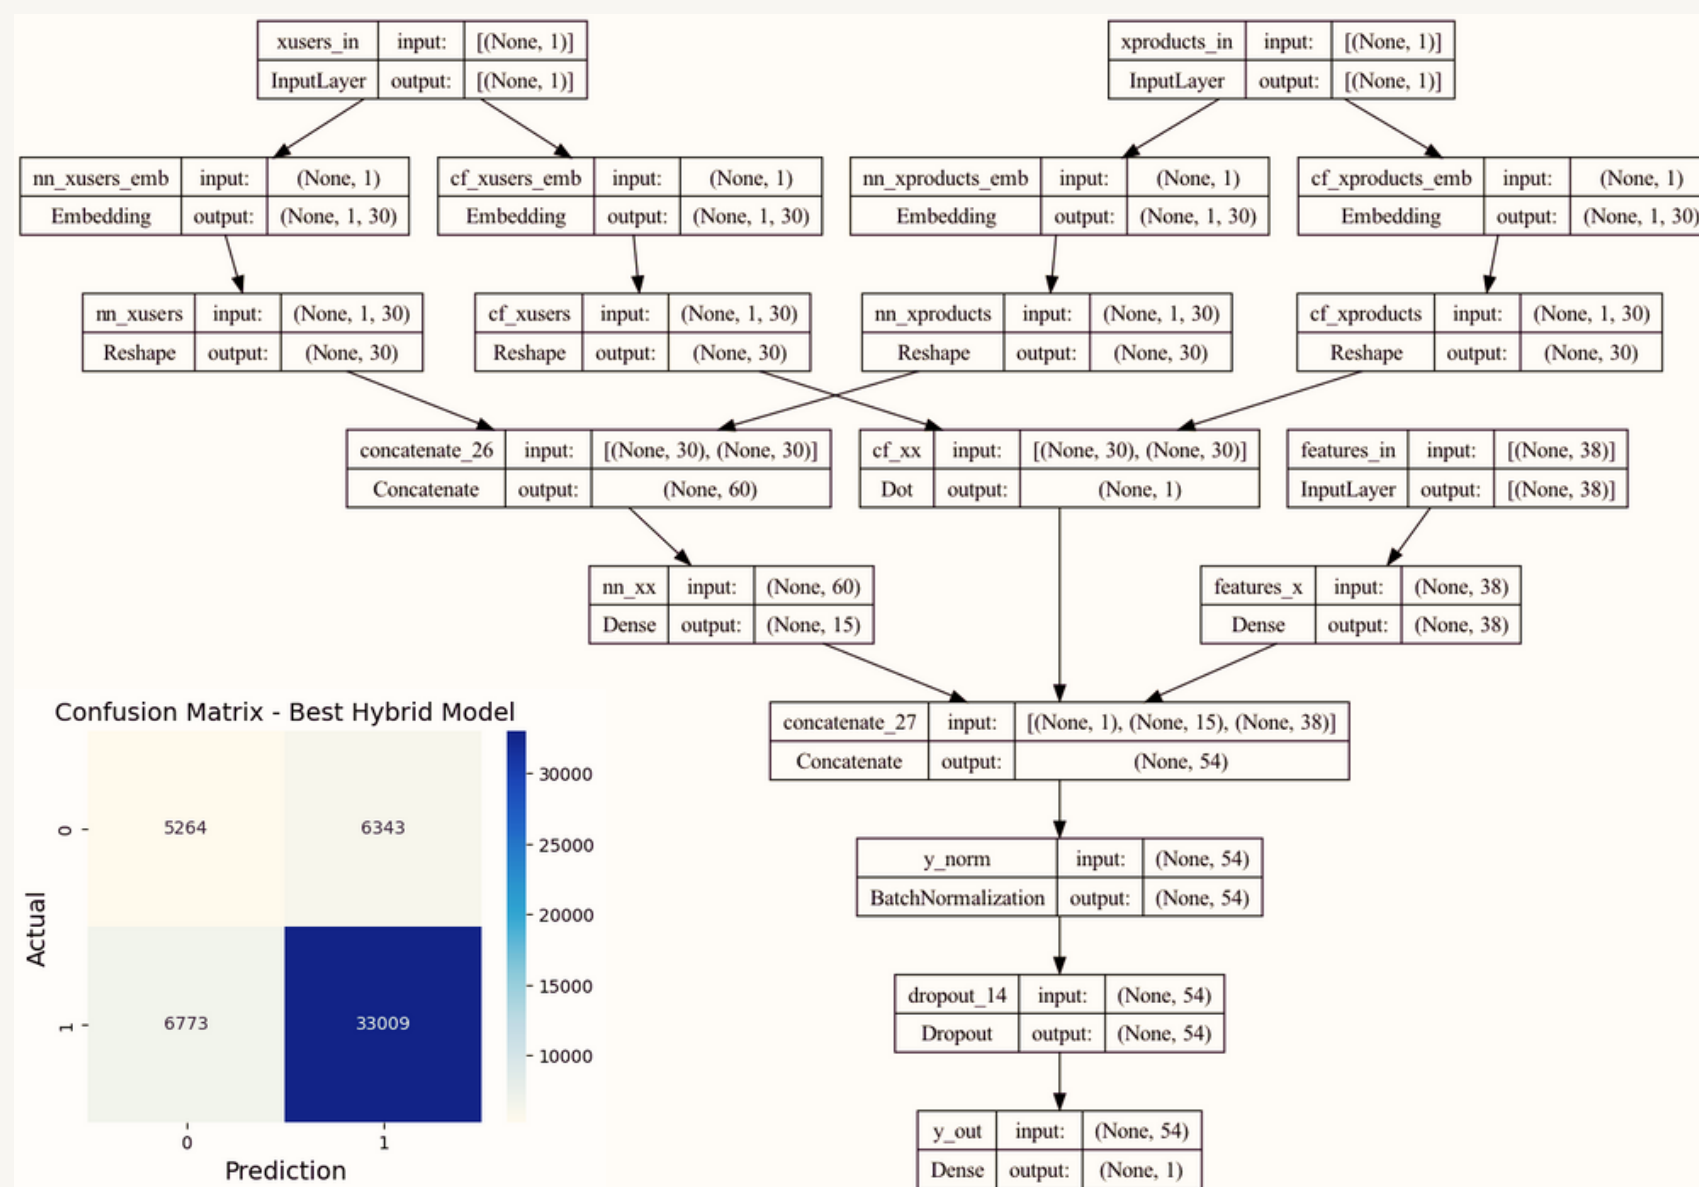 xusers_in input: [(None, 1)]
InputLayer output: [(None, 1)]
xproducts_in input: [(None, 1)]
InputLayer output: [(None, 1)]
nn_xusers_emb input: (None, 1)
Embedding output: (None, 1, 30)
cf_xusers_emb input: (None, 1)
Embedding output: (None, 1, 30)
nn_xproducts_emb input: (None, 1)
Embedding output: (None, 1, 30)
cf_xproducts_emb input: (None, 1)
Embedding output: (None, 1, 30)
nn_xusers input: (None, 1, 30)
Reshape output: (None, 30)
cf_xusers input: (None, 1, 30)
Reshape output: (None, 30)
nn_xproducts input: (None, 1, 30)
Reshape output: (None, 30)
cf_xproducts input: (None, 1, 30)
Reshape output: (None, 30)
concatenate_26 input: [(None, 30), (None, 30)]
Concatenate output: (None, 60)
cf_xx input: [(None, 30), (None, 30)]
Dot output: (None, 1)
features_in input: [(None, 38)]
InputLayer output: [(None, 38)]
nn_xx input: (None, 60)
Dense output: (None, 15)
features_x input: (None, 38)
Dense output: (None, 38)
concatenate_27 input: [(None, 1), (None, 15), (None, 38)]
Concatenate output: (None, 54)
y_norm input: (None, 54)
BatchNormalization output: (None, 54)
dropout_14 input: (None, 54)
Dropout output: (None, 54)
y_out input: (None, 54)
Dense output: (None, 1)
Confusion Matrix - Best Hybrid Model
Actual
0
5264 6343
1
6773 33009
0 1
Prediction
30000
25000
20000
15000
10000